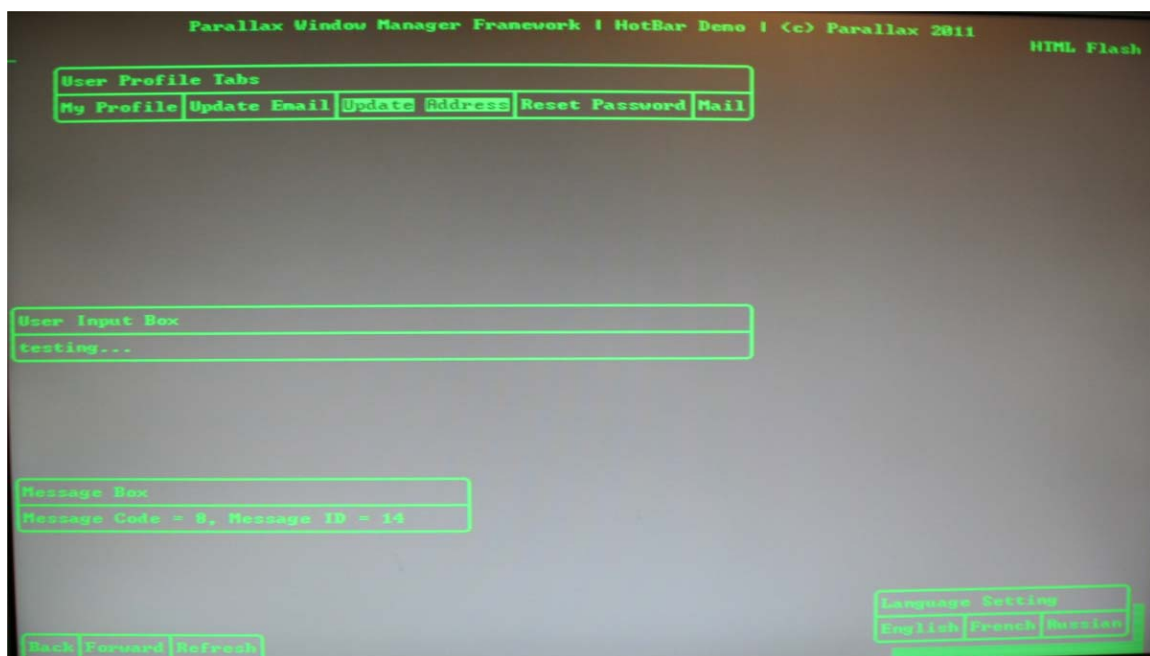 Parallax Window Manager Framework | HotBar Demo | (c) Parallax 2011
HTML Flash
User Profile Tabs
My Profile Update Email Update Address Reset Password Mail
User Input Box
testing...
Message Box
Message Code = 8, Message ID = 14
Language Setting
English French Russian
Back Forward Refresh